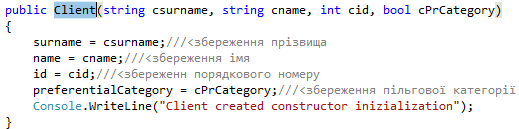 public Client(string csurname, string cname, int cid, bool cPrCategory)
{
surname = csurname;///<збереження прізвища
name = cname;///<збереження імя
id = cid;///<збереженн порядкового номеру
preferentialCategory = cPrCategory;///<збереження пільгової категорії
Console.WriteLine("Client created constructor inizialization");
}